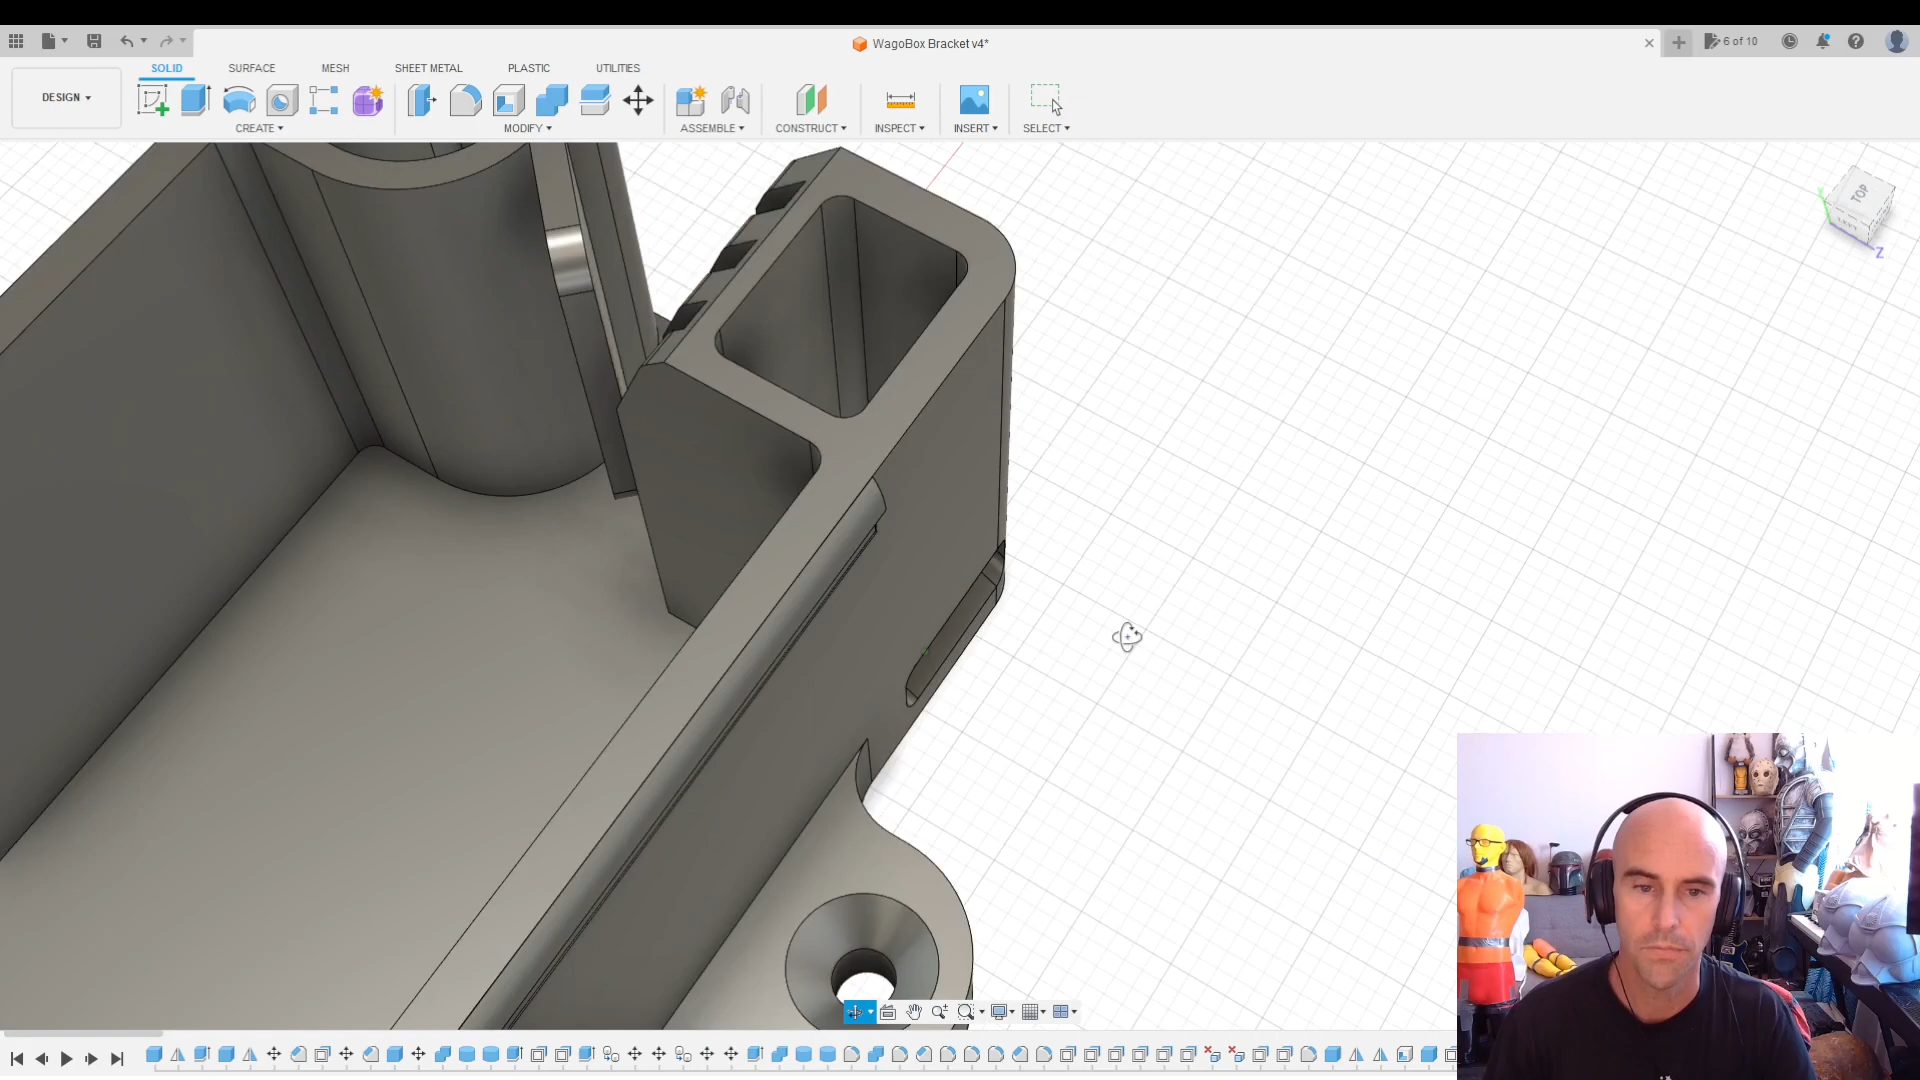 WagoBox Bracket v4*
6 of 10
DESIGN
SOLID
SURFACE
MESH
SHEET METAL
PLASTIC
UTILITIES
CREATE
MODIFY
ASSEMBLE
CONSTRUCT
INSPECT
INSERT
SELECT
TOP
LEFT
Z